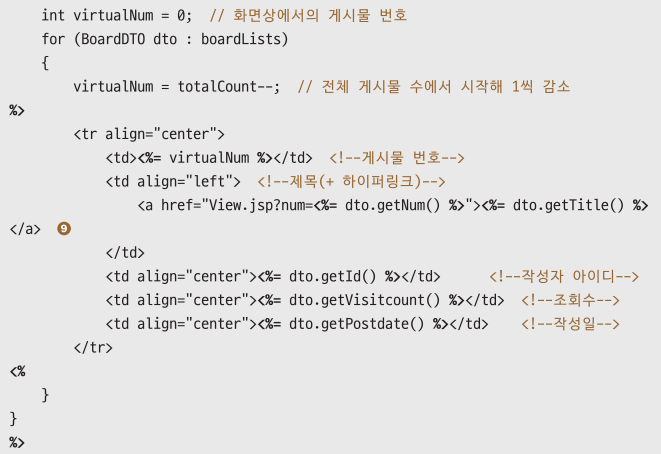 int virtualNum = 0;  // 화면상에서의 게시물 번호
for (BoardDTO dto : boardLists)
{
virtualNum = totalCount--;  // 전체 게시물 수에서 시작해 1씩 감소
%>
<tr align="center">
<td><%= virtualNum %></td>  <!--게시물 번호-->
<td align="left">  <!--제목(+ 하이퍼링크)-->
<a href="View.jsp?num=<%= dto.getNum() %>"><%= dto.getTitle() %>
</a>  9
</td>
<td align="center"><%= dto.getId() %></td>  <!--작성자 아이디-->
<td align="center"><%= dto.getVisitcount() %></td>  <!--조회수-->
<td align="center"><%= dto.getPostdate() %></td>  <!--작성일-->
</tr>
<%
}
}
%>